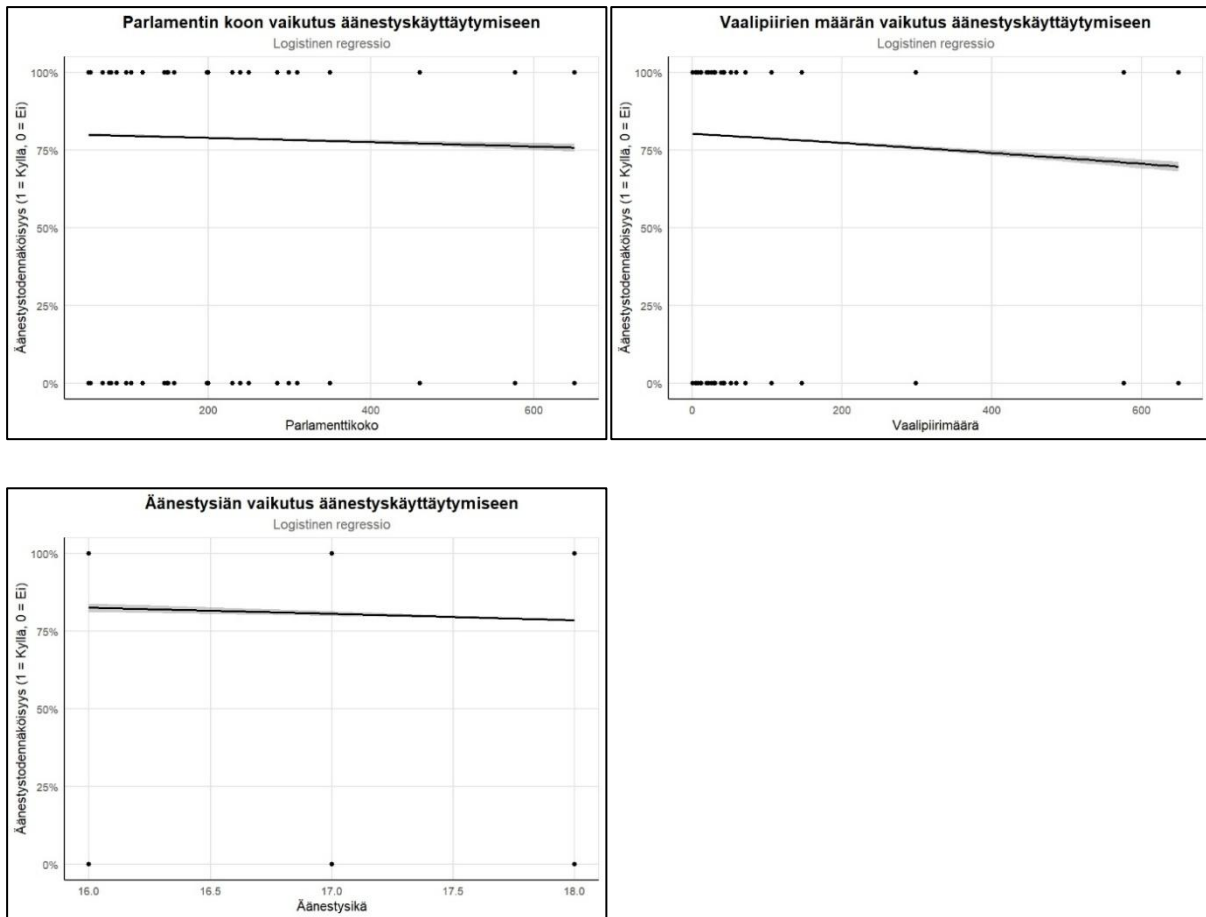 Parlamentin koon vaikutus äänestyskäyttäytymiseen
Logistinen regressio
Äänestystodennäköisyys (1 = Kyllä, 0 = Ei)
100%
75%
50%
25%
0%
200
400
600
Parlamenttikoko
Vaalipiirien määrän vaikutus äänestyskäyttäytymiseen
Logistinen regressio
Äänestystodennäköisyys (1 = Kyllä, 0 = Ei)
100%
75%
50%
25%
0%
0
200
400
600
Vaalipiirimäärä
Äänestysiän vaikutus äänestyskäyttäytymiseen
Logistinen regressio
Äänestystodennäköisyys (1 = Kyllä, 0 = Ei)
100%
75%
50%
25%
0%
16.0
16.5
17.0
17.5
18.0
Äänestysikä